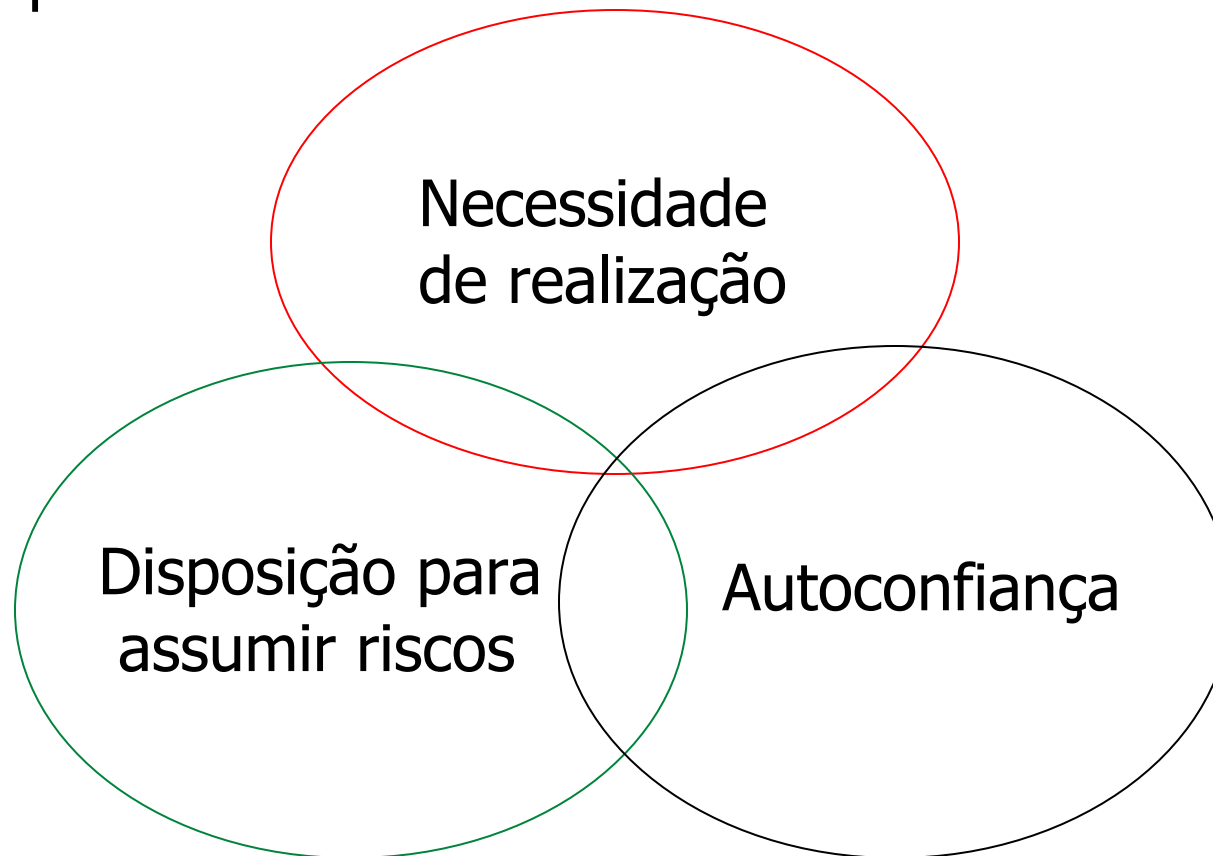 Necessidade
de realização
Disposição para
assumir riscos
Autoconfiança